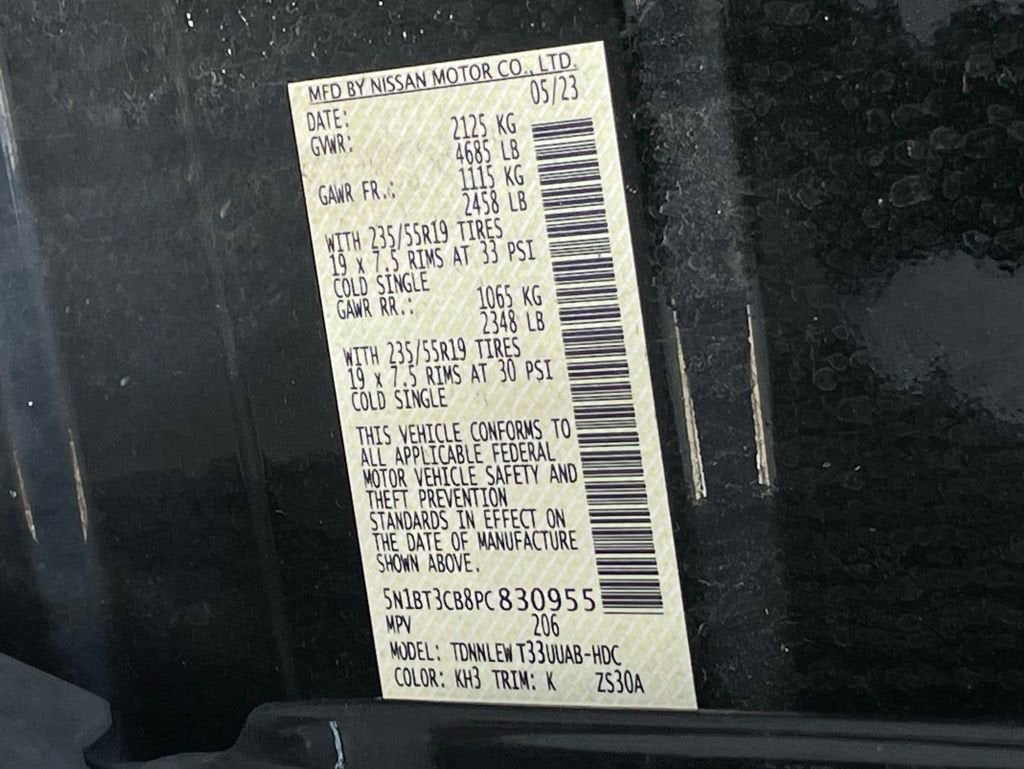 MFD BY NISSAN MOTOR CO., LTD.
DATE: 05/23
GVWR: 2125 KG
4685 LB
GAWR FR.: 1115 KG
2458 LB
WITH 235/55R19 TIRES
19 x 7.5 RIMS AT 33 PSI
COLD SINGLE
GAWR RR.: 1065 KG
2348 LB
WITH 235/55R19 TIRES
19 x 7.5 RIMS AT 30 PSI
COLD SINGLE
THIS VEHICLE CONFORMS TO
ALL APPLICABLE FEDERAL
MOTOR VEHICLE SAFETY AND
THEFT PREVENTION
STANDARDS IN EFFECT ON
THE DATE OF MANUFACTURE
SHOWN ABOVE.
5N1BT3CB8PC830955
MPV 206
MODEL: TDNNLEW T33UUAB-HDC
COLOR: KH3 TRIM: K ZS30A